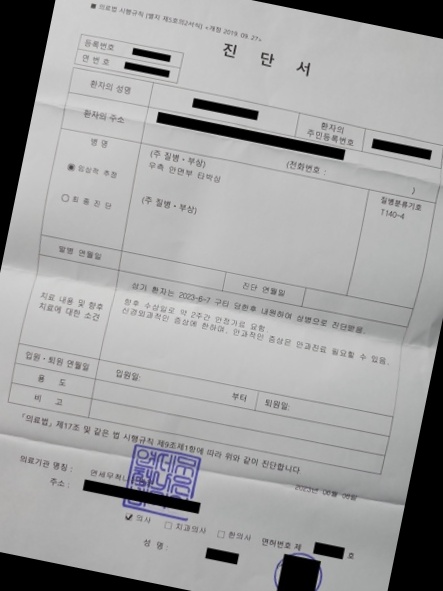 ■ 의료법 시행규칙 [별지 제5호의2서식] <개정 2019. 09. 27>
등록번호
연 번 호
진 단 서
환자의 성명
환자의 주민등록번호
환자의 주소
(전화번호 : )
병 명
임상적 추정
최 종 진 단
(주 질병·부상)
우측 안면부 타박상
(주 질병·부상)
질병분류기호
T140-4
발병 연월일
진단 연월일
치료 내용 및 향후 치료에 대한 소견
상기 환자는 2023-6-7 구타 당한후 내원하여 상병으로 진단받음.
향후 수상일로 약 2주간 안정가료 요함.
신경외과적인 증상에 한하며, 안과적인 증상은 안과진료 필요할 수 있음.
입원·퇴원 연월일
입원일: 부터
퇴원일:
용 도
비 고
「의료법」 제17조 및 같은 법 시행규칙 제9조제1항에 따라 위와 같이 진단합니다
2023년 06월 08일
의료기관 명칭 :
주소 :
의사 치과의사 한의사 면허번호 제 호
성 명 :